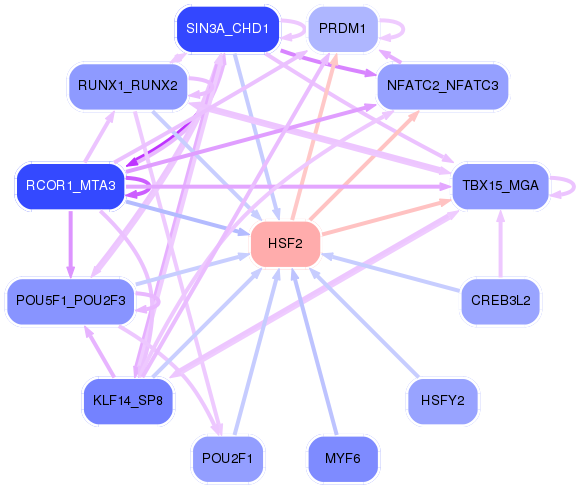 SIN3A_CHD1
PRDM1
RUNX1_RUNX2
NFATC2_NFATC3
RCOR1_MTA3
TBX15_MGA
HSF2
POU5F1_POU2F3
CREB3L2
KLF14_SP8
HSFY2
POU2F1
MYF6